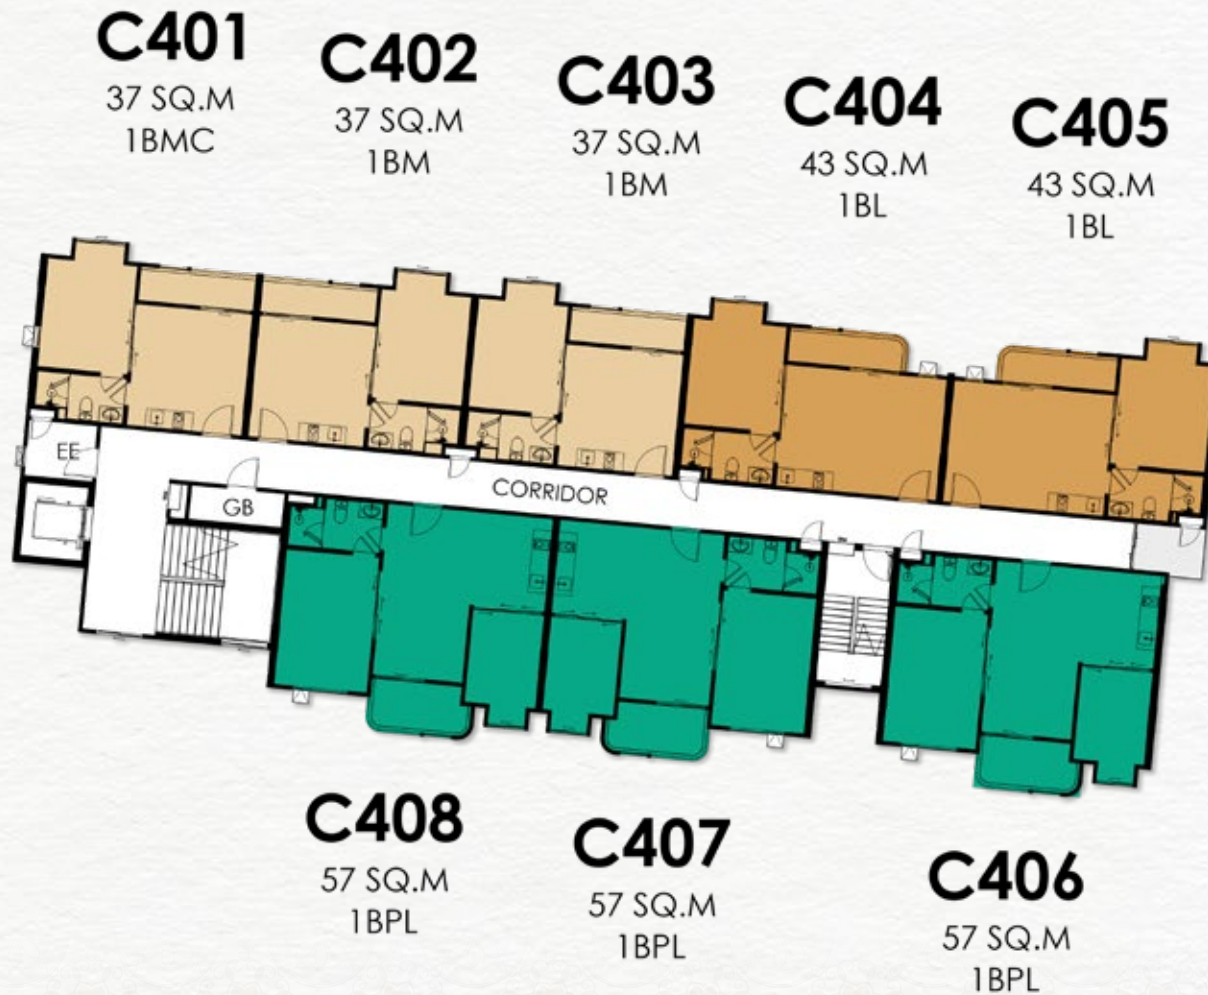 C401
37 SQ.M
1BMC
C402
37 SQ.M
1BM
C403
37 SQ.M
1BM
C404
43 SQ.M
1BL
C405
43 SQ.M
1BL
EE
GB
CORRIDOR
C408
57 SQ.M
1BPL
C407
57 SQ.M
1BPL
C406
57 SQ.M
1BPL